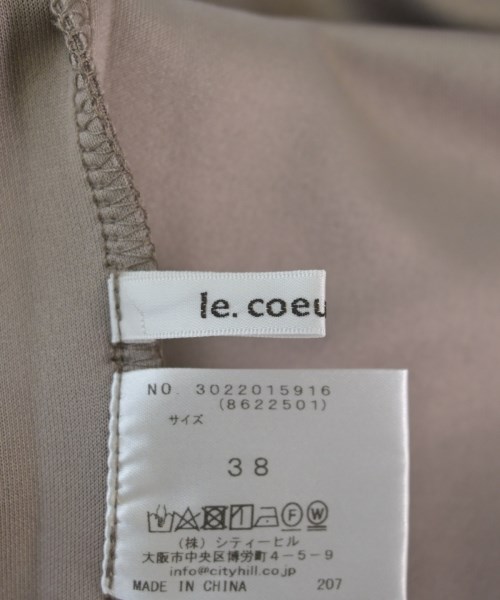 le. coeu
NO. 3022015916
(8622501)
サイズ
38
F W
(株) シティーヒル
大阪市中央区博労町4-5-9
info@cityhill.co.jp
MADE IN CHINA 207